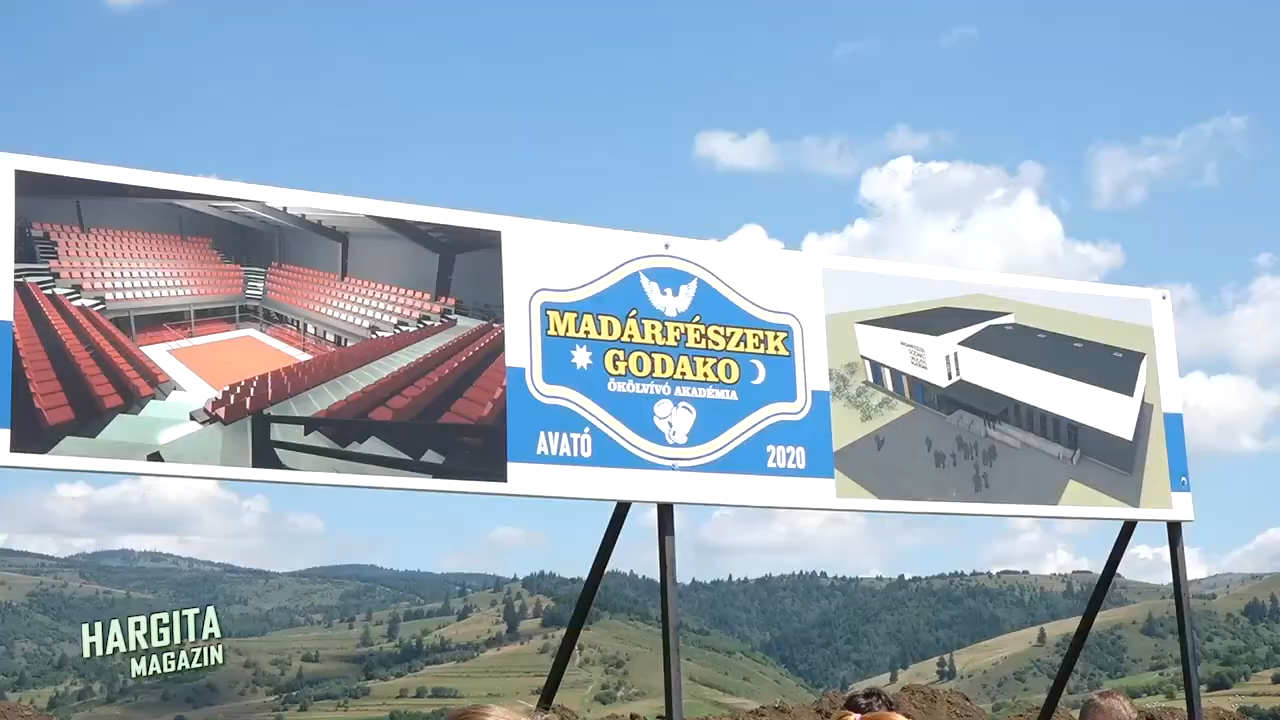 MADÁRFÉSZEK
GODAKO
ÖKÖLVÍVÓ AKADÉMIA
AVATÓ
2020
HARGITA
MAGAZIN